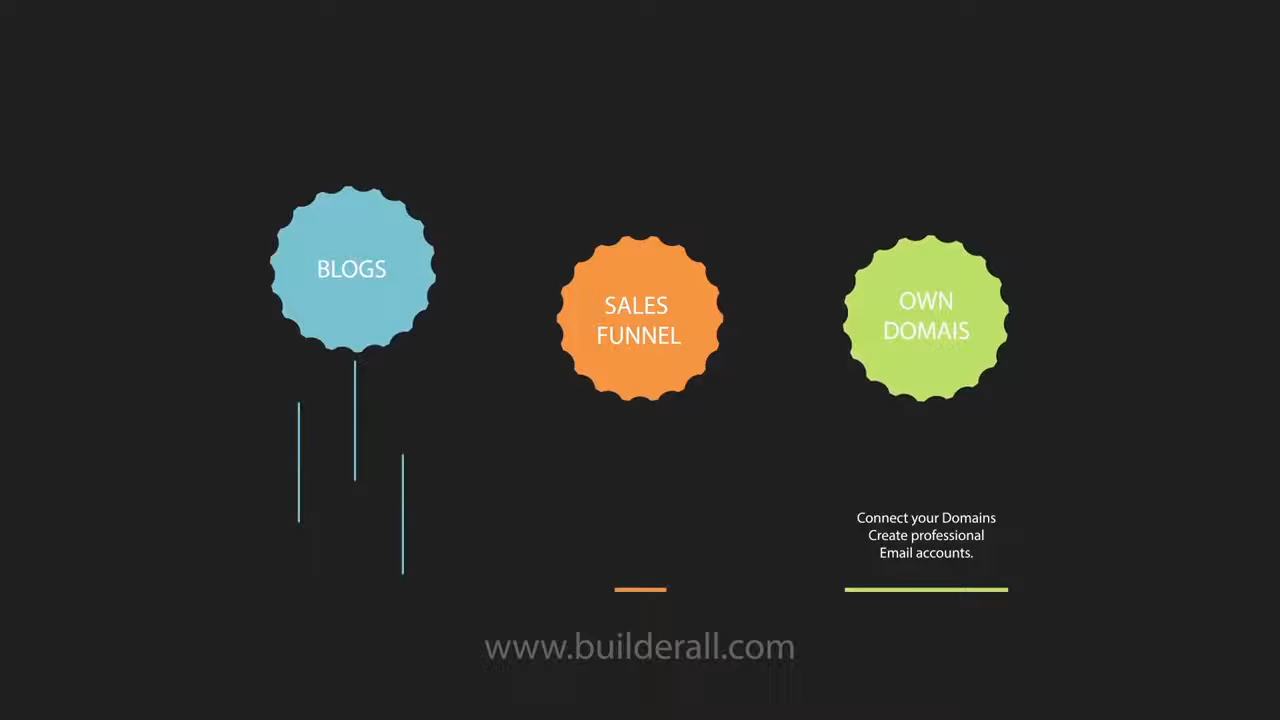 BLOGS
SALES
FUNNEL
OWN
DOMAIS
Connect your Domains
Create professional
Email accounts.
www.builderall.com